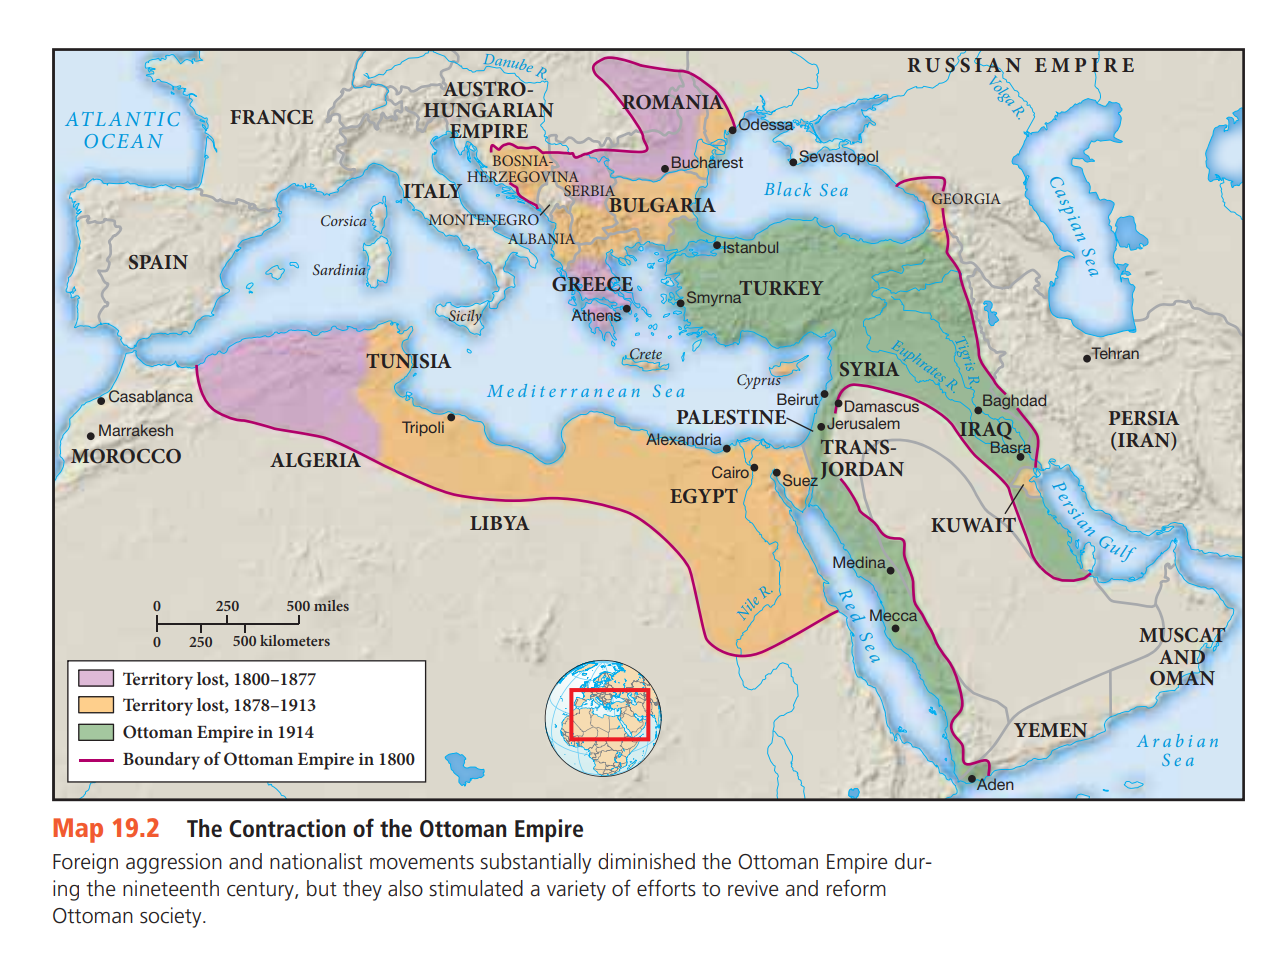 Danube R.
RUSSIAN EMPIRE
Volga R.
AUSTRO-
HUNGARIAN
EMPIRE
ROMANIA
ATLANTIC
OCEAN
FRANCE
Odessa
BOSNIA-
HERZEGOVINA
Bucharest
Sevastopol
ITALY
SERBIA
BULGARIA
Black Sea
GEORGIA
Caspian Sea
Corsica
MONTENEGRO
ALBANIA
Istanbul
SPAIN
Sardinia
GREECE
TURKEY
Smyrna
Athens
Sicily
Crete
Euphrates R.
Tigris R.
Tehran
TUNISIA
SYRIA
Cyprus
Mediterranean Sea
Beirut
Casablanca
Damascus
Baghdad
PALESTINE
Jerusalem
PERSIA
(IRAN)
Marrakesh
Tripoli
Alexandria
IRAQ
MOROCCO
ALGERIA
TRANS-
JORDAN
Basra
Cairo
Suez
EGYPT
LIBYA
KUWAIT
Persian Gulf
Medina
Nile R.
Red Sea
Mecca
0 250 500 miles
0 250 500 kilometers
MUSCAT
AND
OMAN
Territory lost, 1800–1877
Territory lost, 1878–1913
Ottoman Empire in 1914
Boundary of Ottoman Empire in 1800
YEMEN
Arabian
Sea
Aden
Map 19.2 The Contraction of the Ottoman Empire
Foreign aggression and nationalist movements substantially diminished the Ottoman Empire dur-
ing the nineteenth century, but they also stimulated a variety of efforts to revive and reform
Ottoman society.